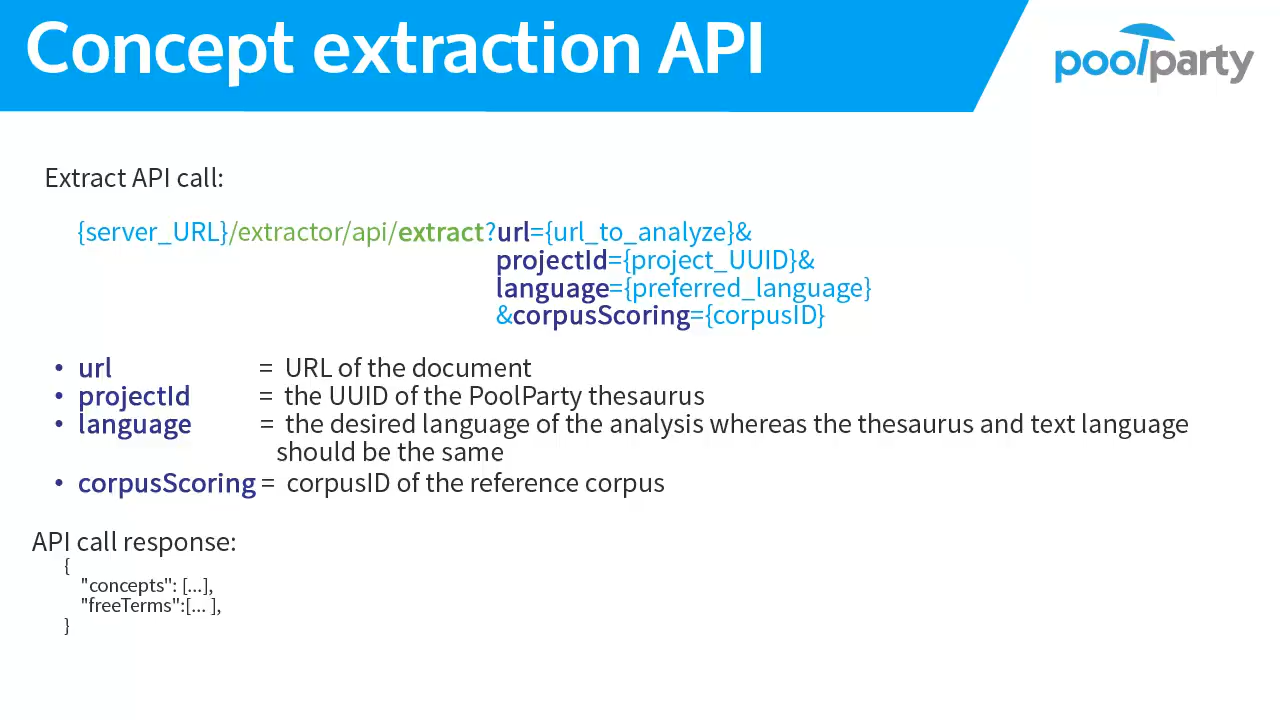 Concept extraction API
poolparty
Extract API call:
{server_URL}/extractor/api/extract?url={url_to_analyze}&
projectId={project_UUID}&
language={preferred_language}
&corpusScoring={corpusID}
• url = URL of the document
• projectId = the UUID of the PoolParty thesaurus
• language = the desired language of the analysis whereas the thesaurus and text language
should be the same
• corpusScoring = corpusID of the reference corpus
API call response:
{
"concepts": [...],
"freeTerms":[... ],
}